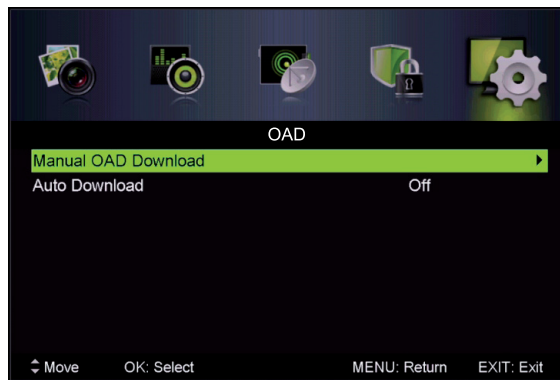 OAD
Manual OAD Download
Auto Download Off
Move OK: Select MENU: Return EXIT: Exit